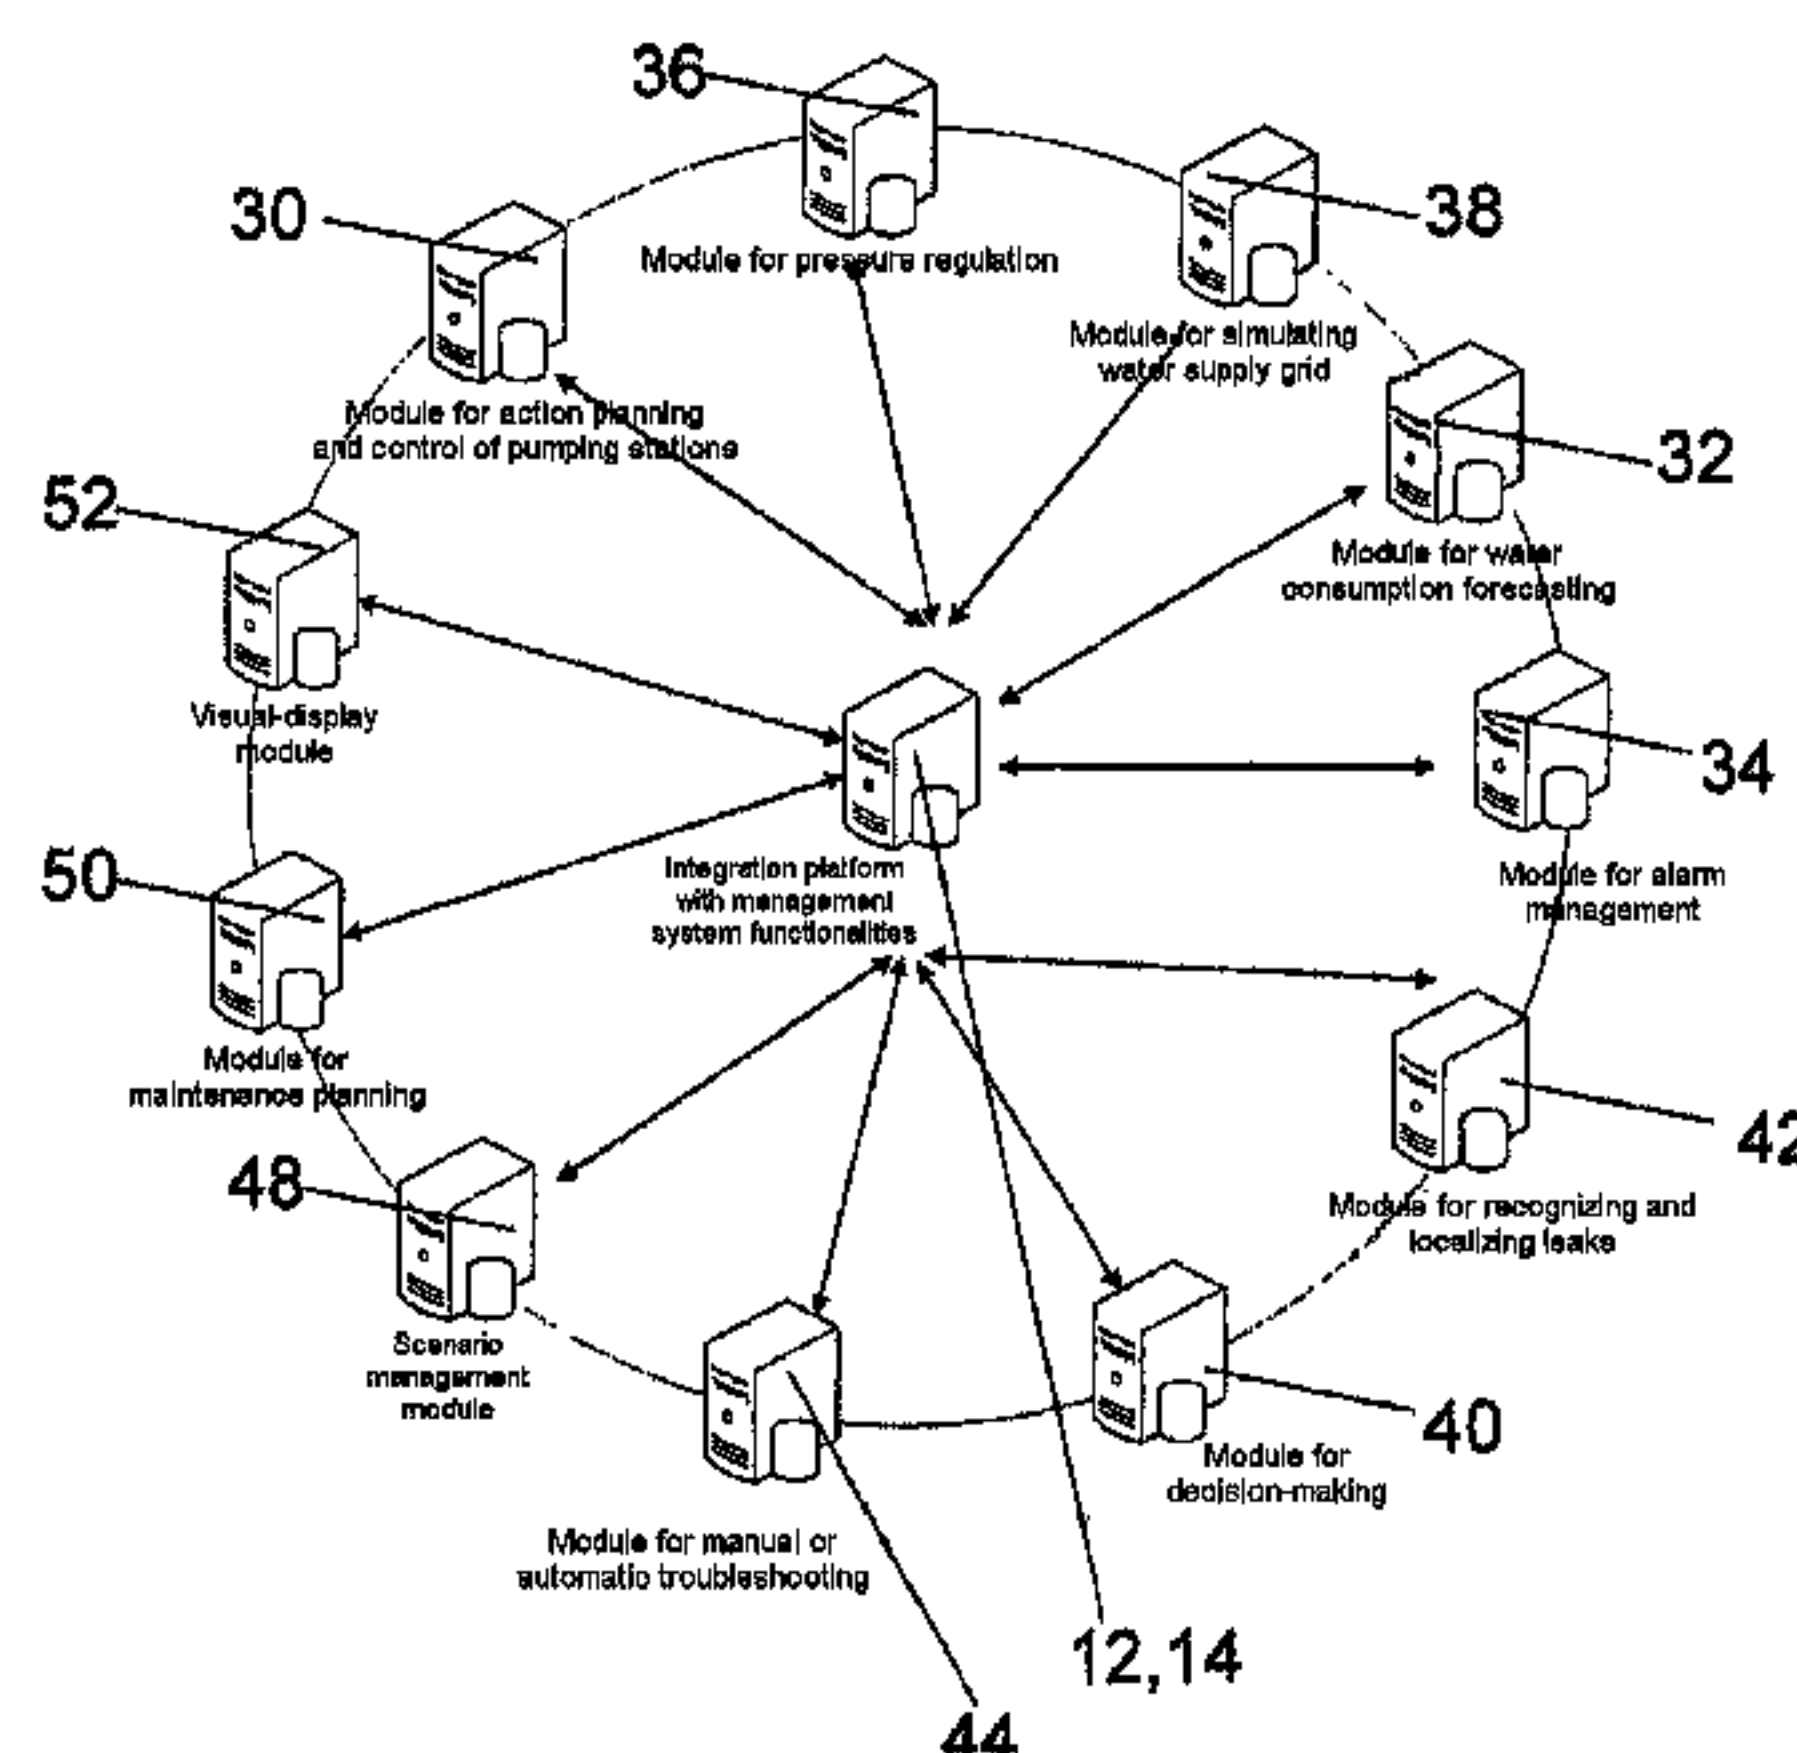 36
38
30
Module for pressure regulation
Module for simulating
water supply grid
Module for action planning
and control of pumping stations
32
52
Module for water
consumption forecasting
34
Visual-display
module
50
Integration platform
with management
system functionalities
Module for alarm
management
Module for
maintenance planning
42
48
Module for recognizing and
localizing leaks
Scenario
management
module
40
Module for
decision-making
Module for manual or
automatic troubleshooting
12,14
44